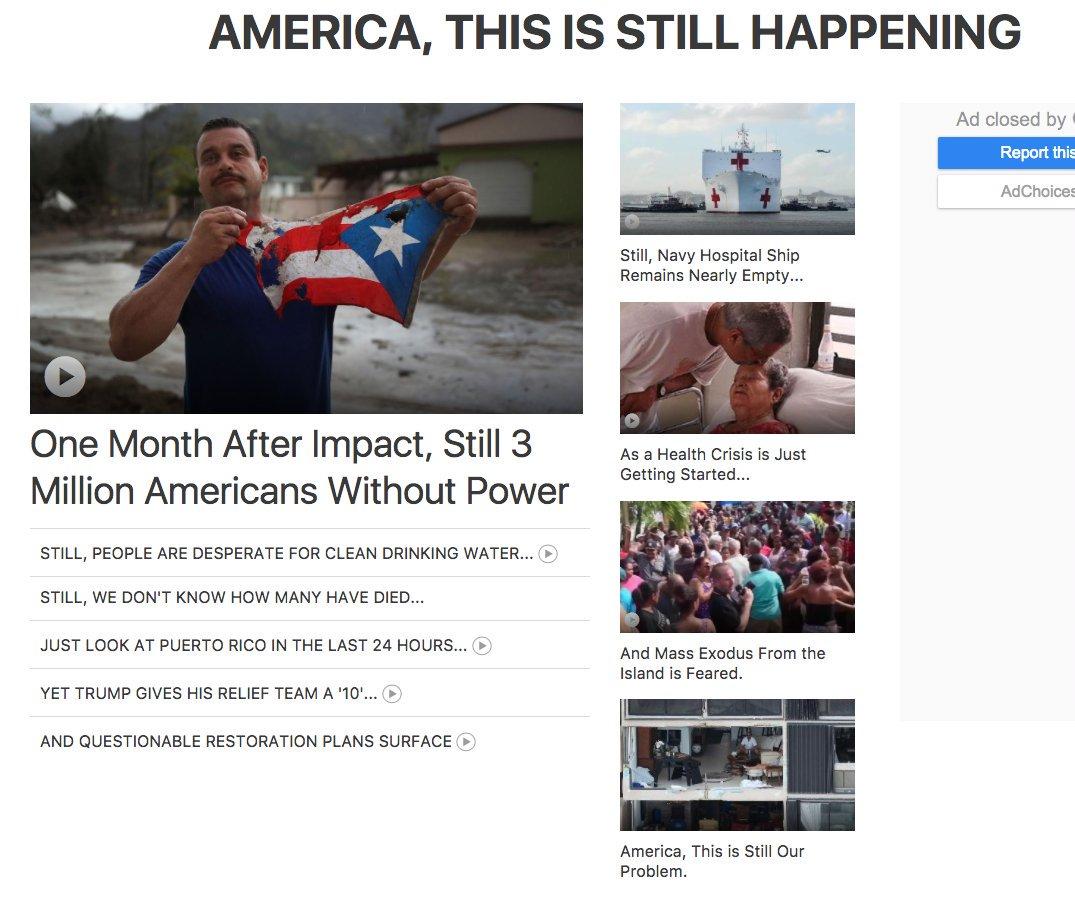 AMERICA, THIS IS STILL HAPPENING
One Month After Impact, Still 3
Million Americans Without Power
STILL, PEOPLE ARE DESPERATE FOR CLEAN DRINKING WATER...
STILL, WE DON'T KNOW HOW MANY HAVE DIED...
JUST LOOK AT PUERTO RICO IN THE LAST 24 HOURS...
YET TRUMP GIVES HIS RELIEF TEAM A '10'...
AND QUESTIONABLE RESTORATION PLANS SURFACE
Still, Navy Hospital Ship
Remains Nearly Empty...
As a Health Crisis is Just
Getting Started...
And Mass Exodus From the
Island is Feared.
America, This is Still Our
Problem.
Ad closed by
Report this
AdChoices